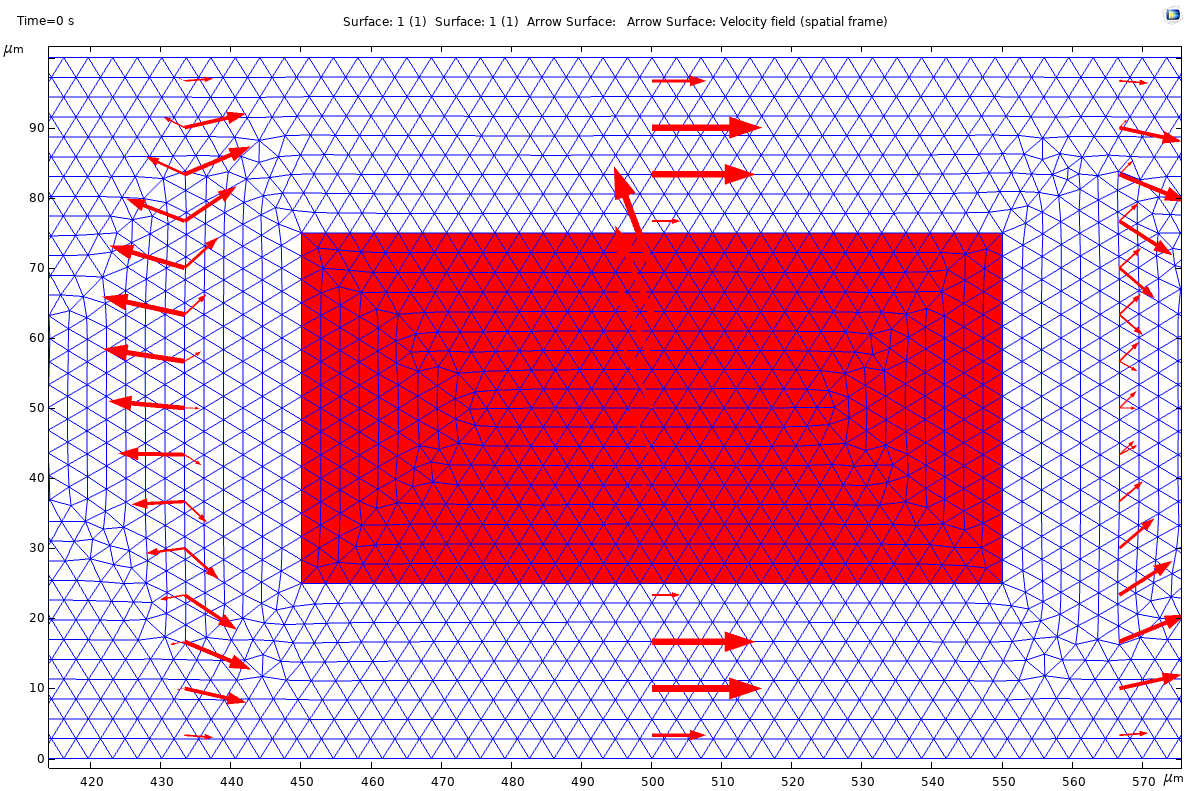 Time=0 s
Surface: 1 (1)  Surface: 1 (1)  Arrow Surface:   Arrow Surface: Velocity field (spatial frame)
μm
90
80
70
60
50
40
30
20
10
0
420 430 440 450 460 470 480 490 500 510 520 530 540 550 560 570 μm